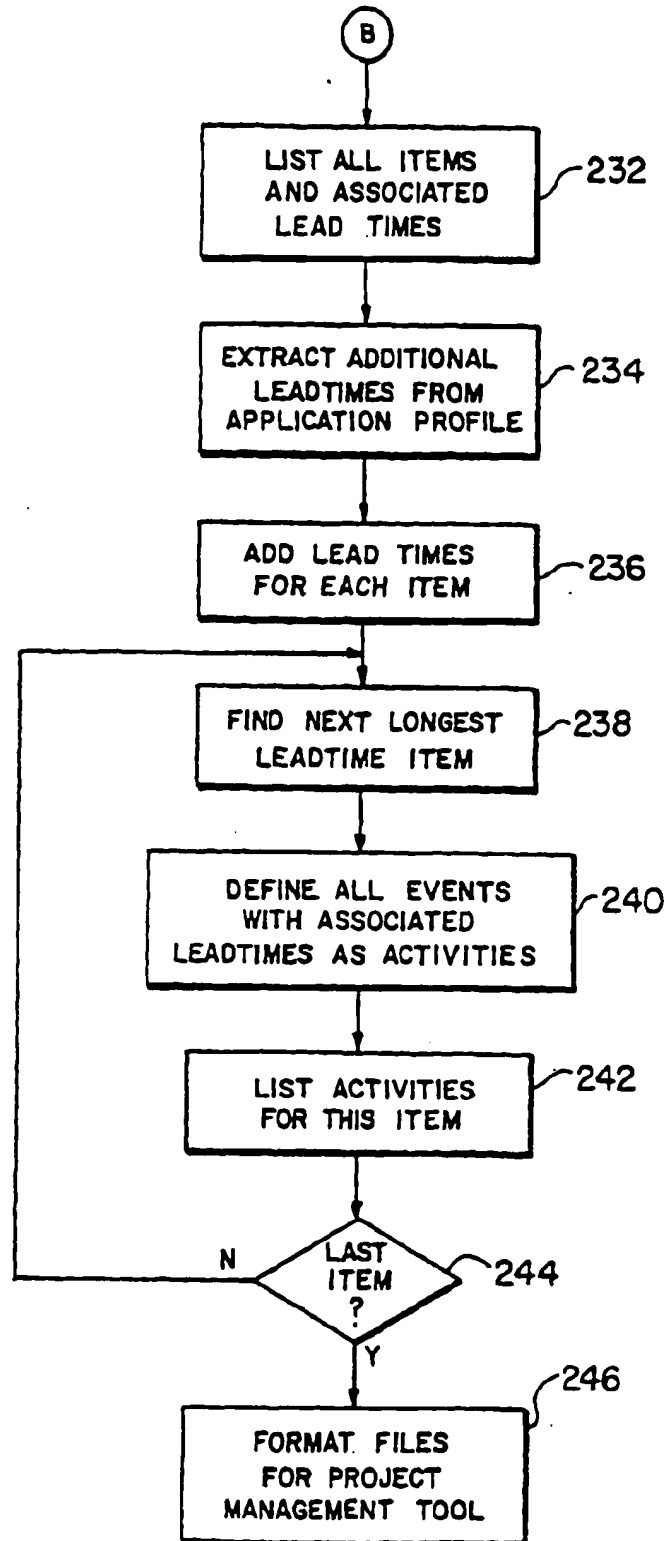 B
LIST ALL ITEMS
AND ASSOCIATED
LEAD TIMES
232
EXTRACT ADDITIONAL
LEADTIMES FROM
APPLICATION PROFILE
234
ADD LEAD TIMES
FOR EACH ITEM
236
FIND NEXT LONGEST
LEADTIME ITEM
238
DEFINE ALL EVENTS
WITH ASSOCIATED
LEADTIMES AS ACTIVITIES
240
LIST ACTIVITIES
FOR THIS ITEM
242
N
LAST
ITEM
?
244
Y
FORMAT FILES
FOR PROJECT
MANAGEMENT TOOL
246